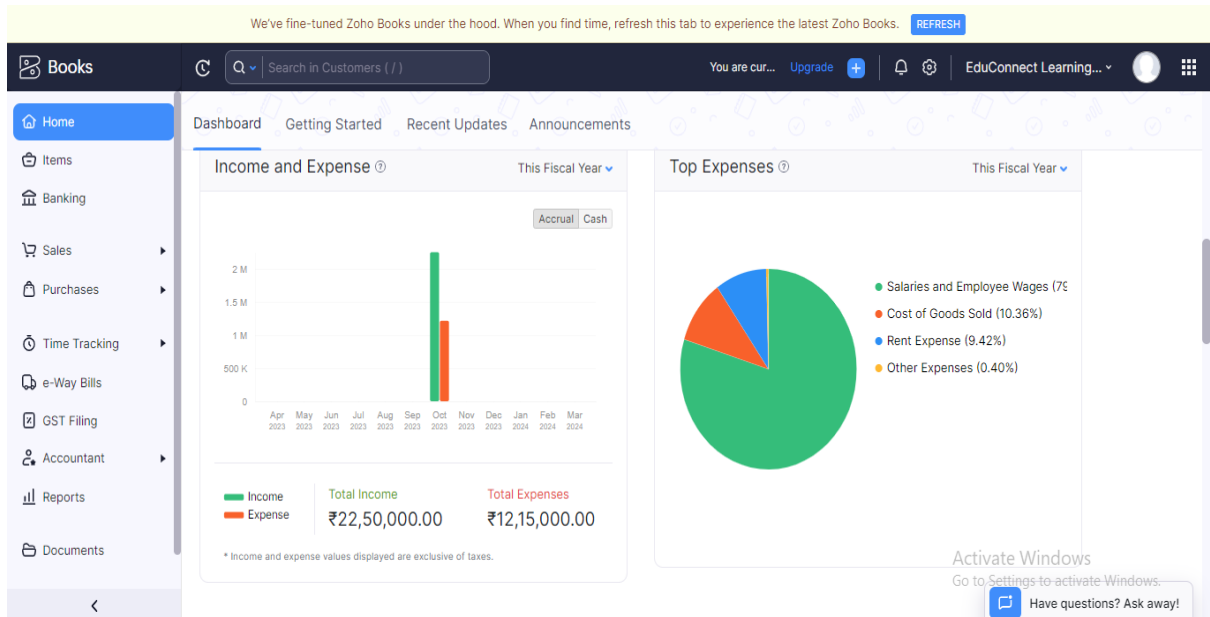 We've fine-tuned Zoho Books under the hood. When you find time, refresh this tab to experience the latest Zoho Books. REFRESH
Books
Search in Customers ( / )
You are cur... Upgrade
EduConnect Learning...
Home
Items
Banking
Sales
Purchases
Time Tracking
e-Way Bills
GST Filing
Accountant
Reports
Documents
Dashboard Getting Started Recent Updates Announcements
Income and Expense
This Fiscal Year
Accrual Cash
2 M
1.5 M
1 M
500 K
0
Apr May Jun Jul Aug Sep Oct Nov Dec Jan Feb Mar
2023 2023 2023 2023 2023 2023 2023 2023 2023 2024 2024 2024
Income
Expense
Total Income
₹22,50,000.00
Total Expenses
₹12,15,000.00
* Income and expense values displayed are exclusive of taxes.
Top Expenses
This Fiscal Year
Salaries and Employee Wages (79
Cost of Goods Sold (10.36%)
Rent Expense (9.42%)
Other Expenses (0.40%)
Activate Windows
Go to Settings to activate Windows.
Have questions? Ask away!